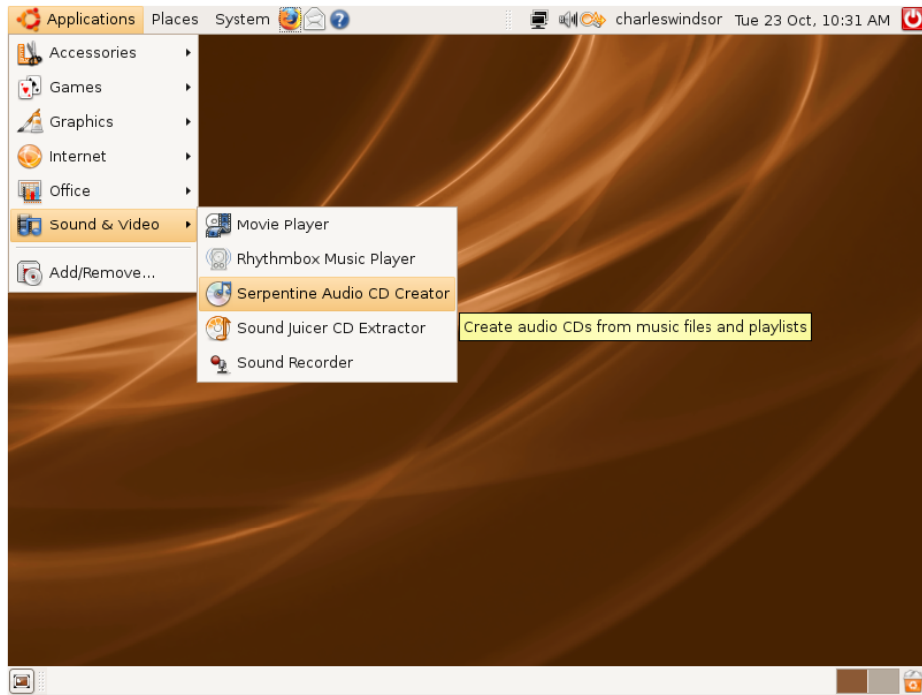 Applications Places System charleswindsor Tue 23 Oct, 10:31 AM
Accessories
Games
Graphics
Internet
Office
Sound & Video
Add/Remove...
Movie Player
Rhythmbox Music Player
Serpentine Audio CD Creator
Sound Juicer CD Extractor
Sound Recorder
Create audio CDs from music files and playlists